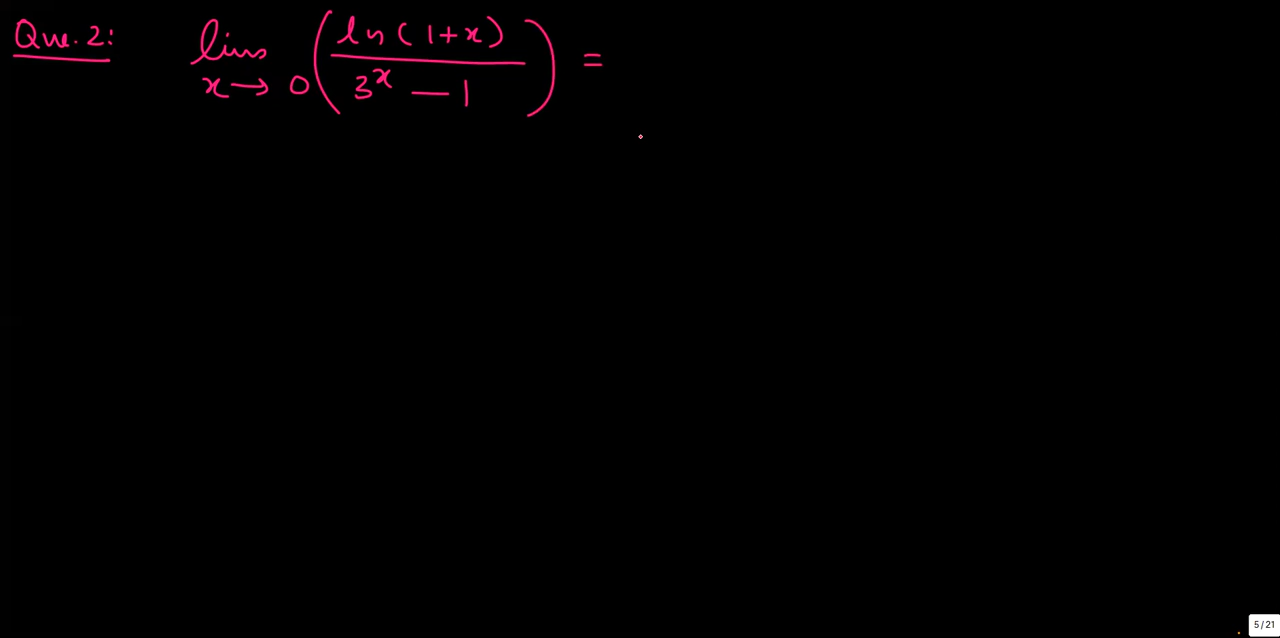 Que. 2: lim x→0 ( ln(1+x) / 3^x − 1 ) =
5 / 21